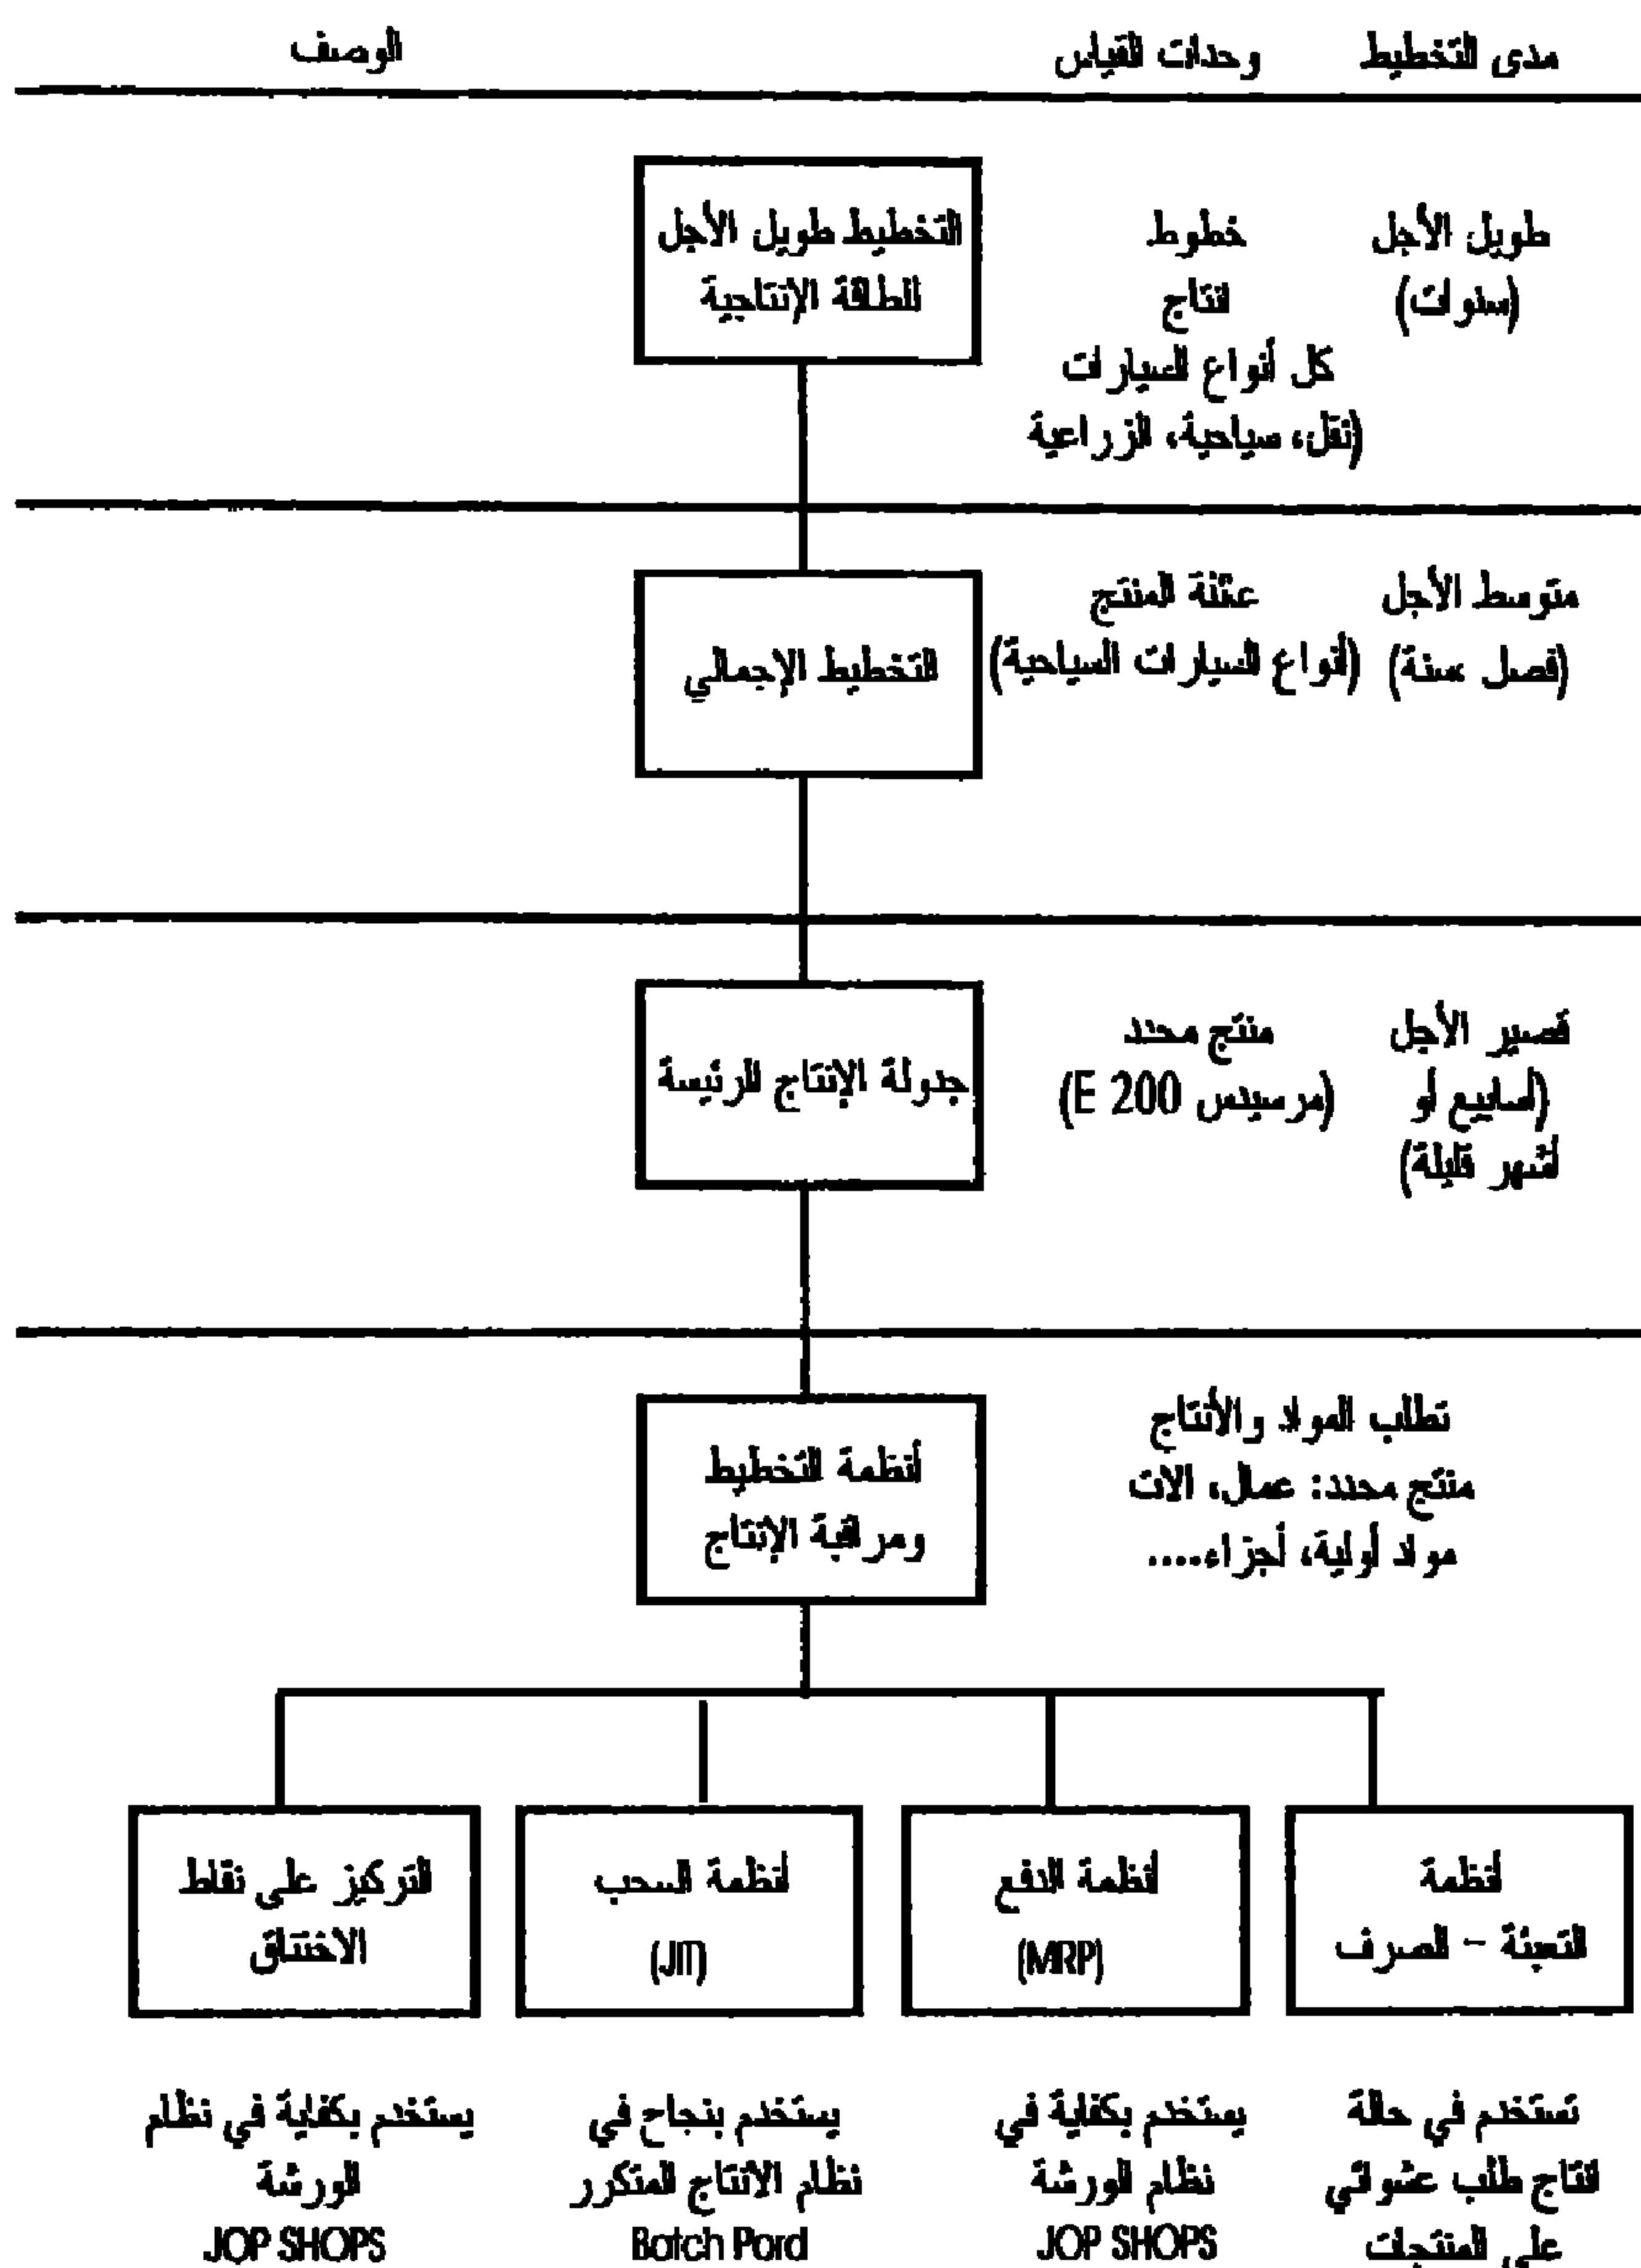 مدى التخطيط وحدات القياس الوصف
التخطيط طويل الأجل
للطاقة الإنتاجية
خطوط
انتاج
كل أنواع السيارات
(نقل، سياحية، الزراعية
طويل الأجل
(سنوات)
متوسط الأجل
(فصل سنة)
عائلة المنتج
(أنواع السيارات السياحية)
التخطيط الإجمالي
قصير الأجل
(أسابيع أو
أشهر قليلة)
منتج محدد
(مرسيدس E 200)
جدولة الإنتاج الرئيسة
تطلب المواد والأنتاج
منتج محدد: عمال، الات
مواد أولية، أجزاء....
أنظمة التخطيط
ومراقبة الإنتاج
أنظمة
التعبئة - الصرف
أنظمة الدفع
(MRP)
أنظمة السحب
(JIT)
التركيز على نقاط
الاختناق
تستخدم في حالة
انتاج طلب عشوائي
على المنتجات
يستخدم بكفاية في
نظام الورشة
JOP SHOPS
يستخدم بنجاح في
نظام الانتاج المتكرر
Botch Pord
يستخدم بكفاية في نظام
الورشة
JOP SHOPS